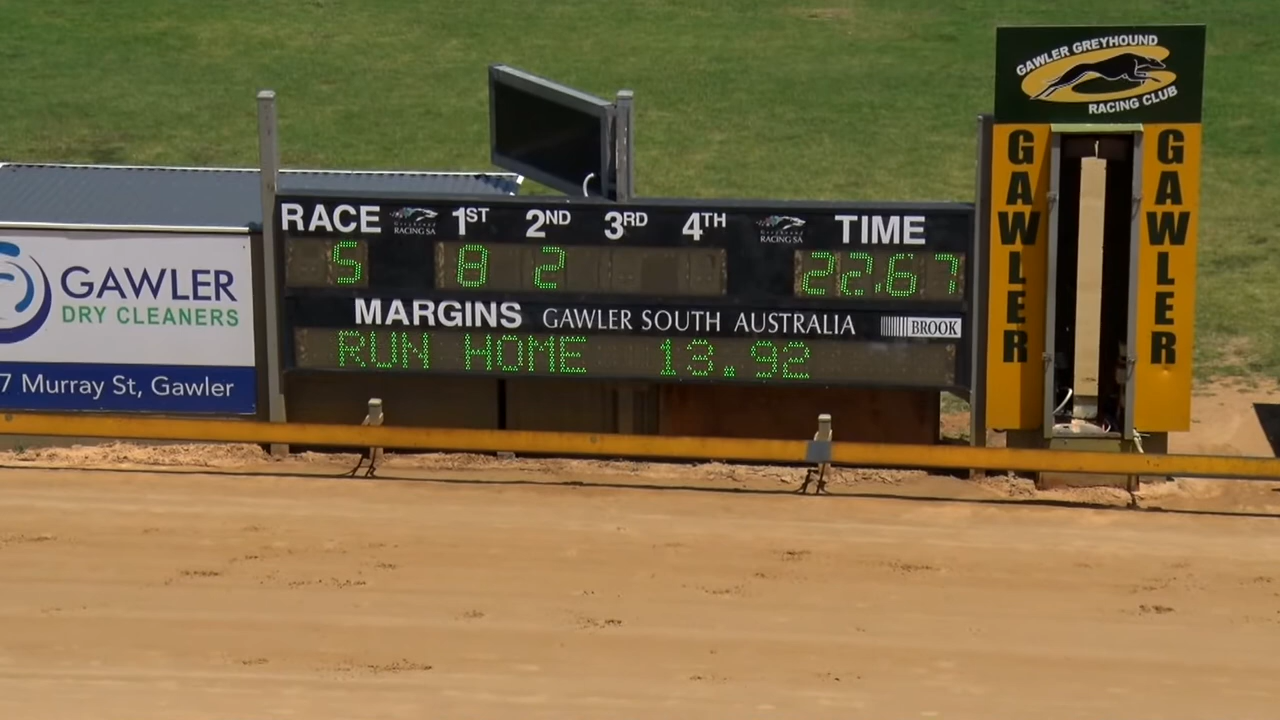 GAWLER GREYHOUND
RACING CLUB
GAWLER
GAWLER
RACE
RACING SA
1ST
2ND
3RD
4TH
RACING SA
TIME
5
8
2
22.67
MARGINS
GAWLER SOUTH AUSTRALIA
BROOK
RUN HOME 13.92
GAWLER
DRY CLEANERS
7 Murray St, Gawler